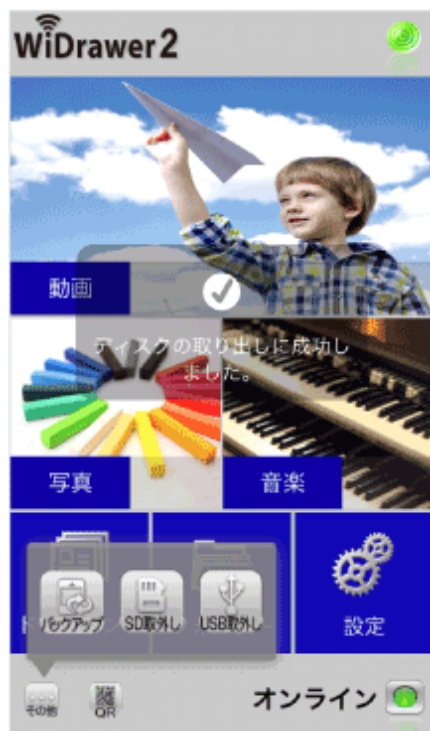 WiDrawer 2
動画
ディスクの取り出しに成功し
ました。
写真
音楽
バックアップ
SD取外し
USB取外し
設定
その他
QR
オンライン